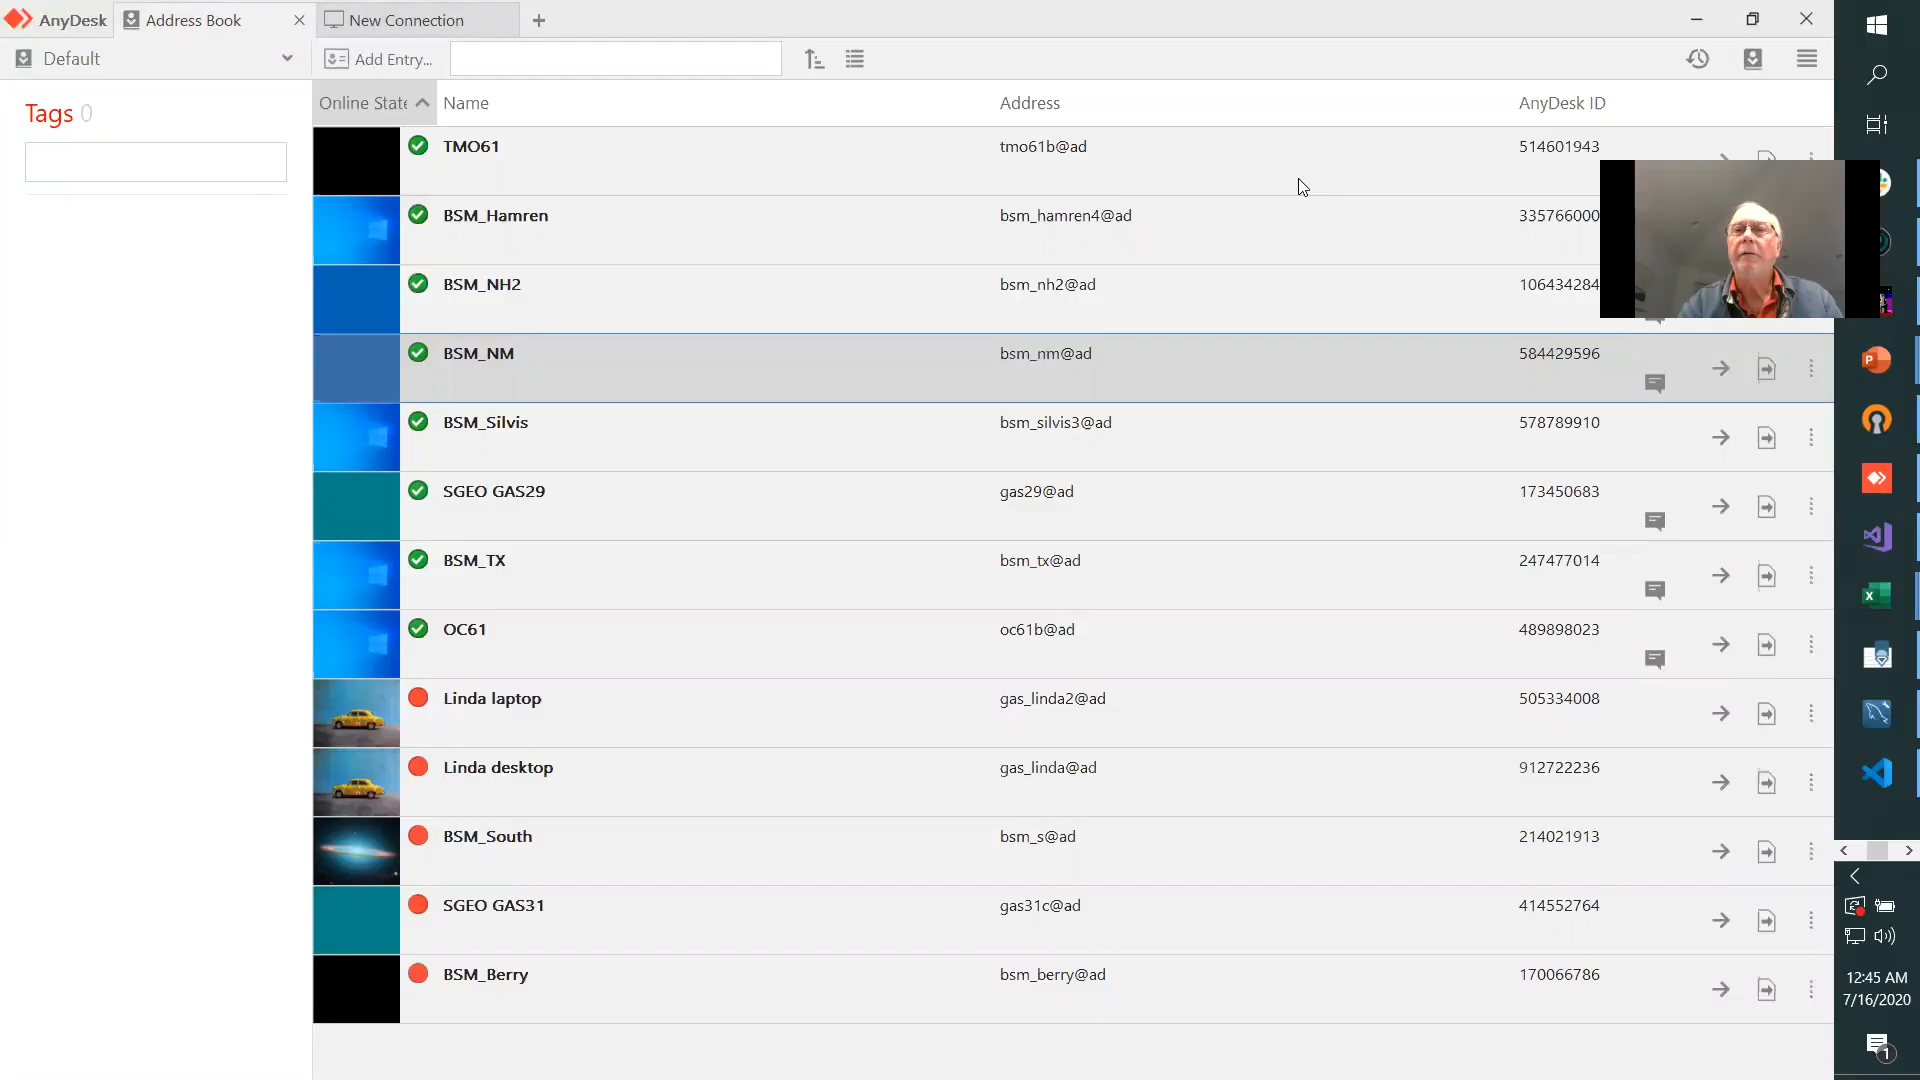 AnyDesk
Address Book
New Connection
Default
Add Entry...
Tags 0
Online State Name Address AnyDesk ID
TMO61 tmo61b@ad 514601943
BSM_Hamren bsm_hamren4@ad 335766000
BSM_NH2 bsm_nh2@ad 106434284
BSM_NM bsm_nm@ad 584429596
BSM_Silvis bsm_silvis3@ad 578789910
SGEO GAS29 gas29@ad 173450683
BSM_TX bsm_tx@ad 247477014
OC61 oc61b@ad 489898023
Linda laptop gas_linda2@ad 505334008
Linda desktop gas_linda@ad 912722236
BSM_South bsm_s@ad 214021913
SGEO GAS31 gas31c@ad 414552764
BSM_Berry bsm_berry@ad 170066786
12:45 AM
7/16/2020
1